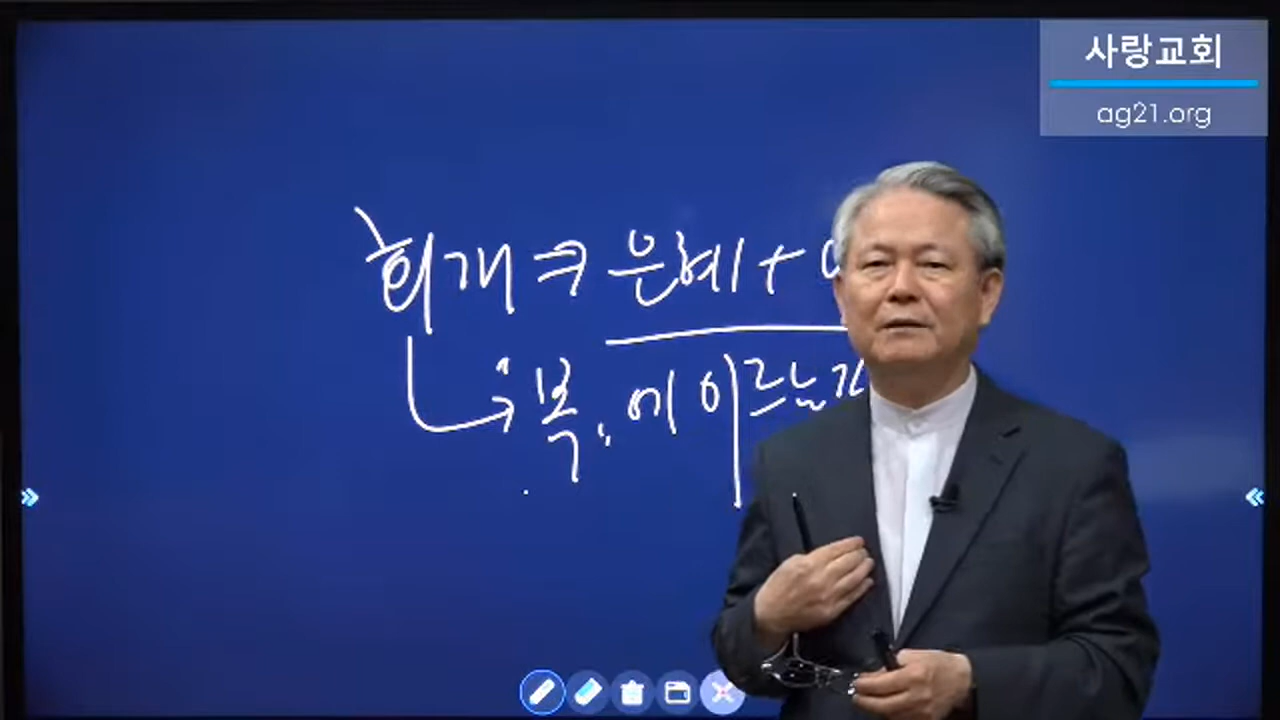 사랑교회
ag21.org
회개 ⇒ 은혜 +
복, 에 이르는